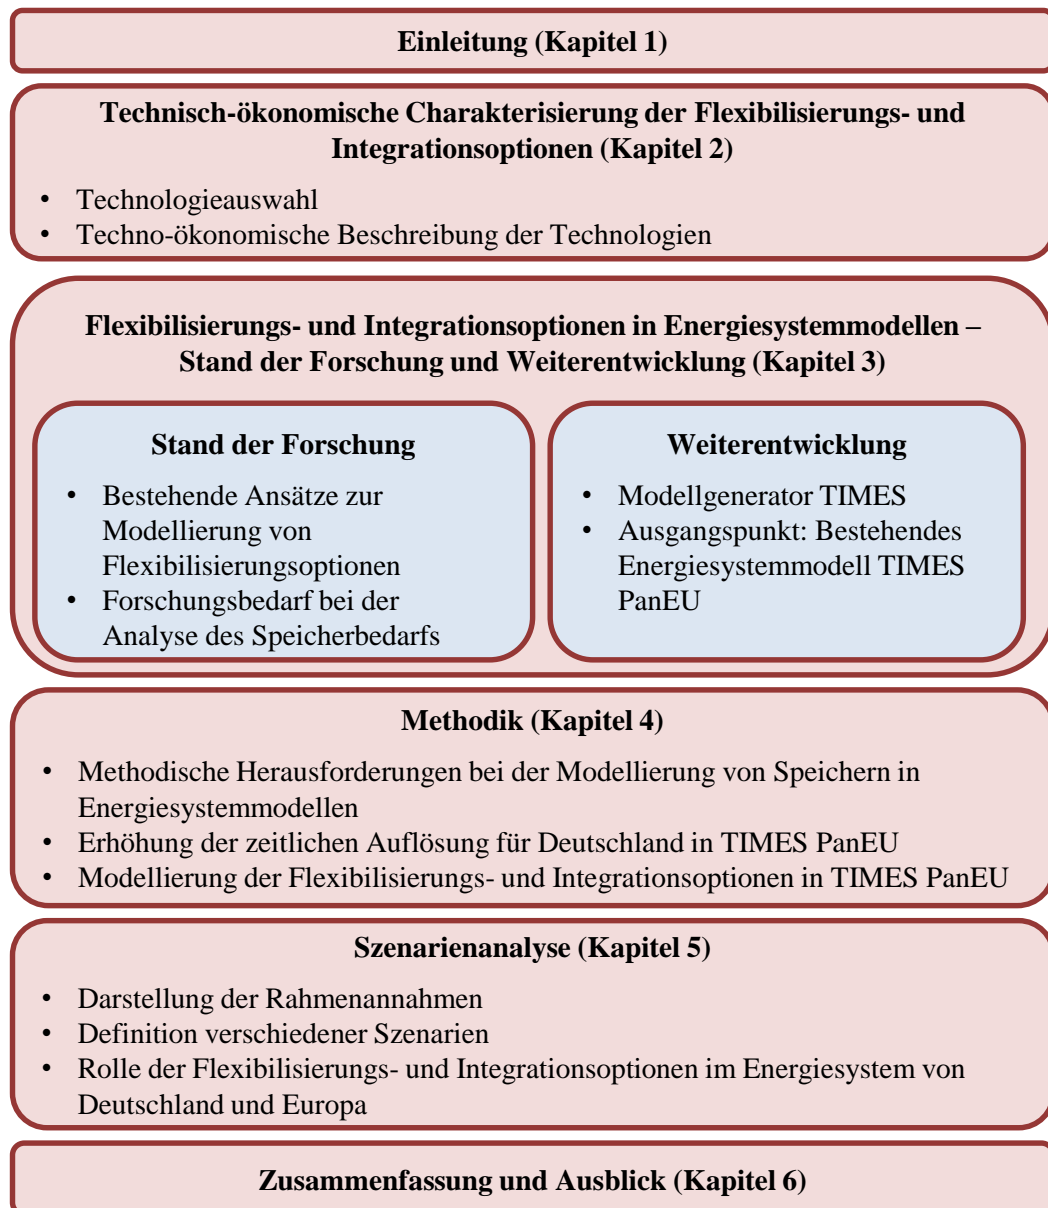 Einleitung (Kapitel 1)
Technisch-ökonomische Charakterisierung der Flexibilisierungs- und
Integrationsoptionen (Kapitel 2)
• Technologieauswahl
• Techno-ökonomische Beschreibung der Technologien
Flexibilisierungs- und Integrationsoptionen in Energiesystemmodellen –
Stand der Forschung und Weiterentwicklung (Kapitel 3)
Stand der Forschung
• Bestehende Ansätze zur
Modellierung von
Flexibilisierungsoptionen
• Forschungsbedarf bei der
Analyse des Speicherbedarfs
Weiterentwicklung
• Modellgenerator TIMES
• Ausgangspunkt: Bestehendes
Energiesystemmodell TIMES
PanEU
Methodik (Kapitel 4)
• Methodische Herausforderungen bei der Modellierung von Speichern in
Energiesystemmodellen
• Erhöhung der zeitlichen Auflösung für Deutschland in TIMES PanEU
• Modellierung der Flexibilisierungs- und Integrationsoptionen in TIMES PanEU
Szenarienanalyse (Kapitel 5)
• Darstellung der Rahmenannahmen
• Definition verschiedener Szenarien
• Rolle der Flexibilisierungs- und Integrationsoptionen im Energiesystem von
Deutschland und Europa
Zusammenfassung und Ausblick (Kapitel 6)